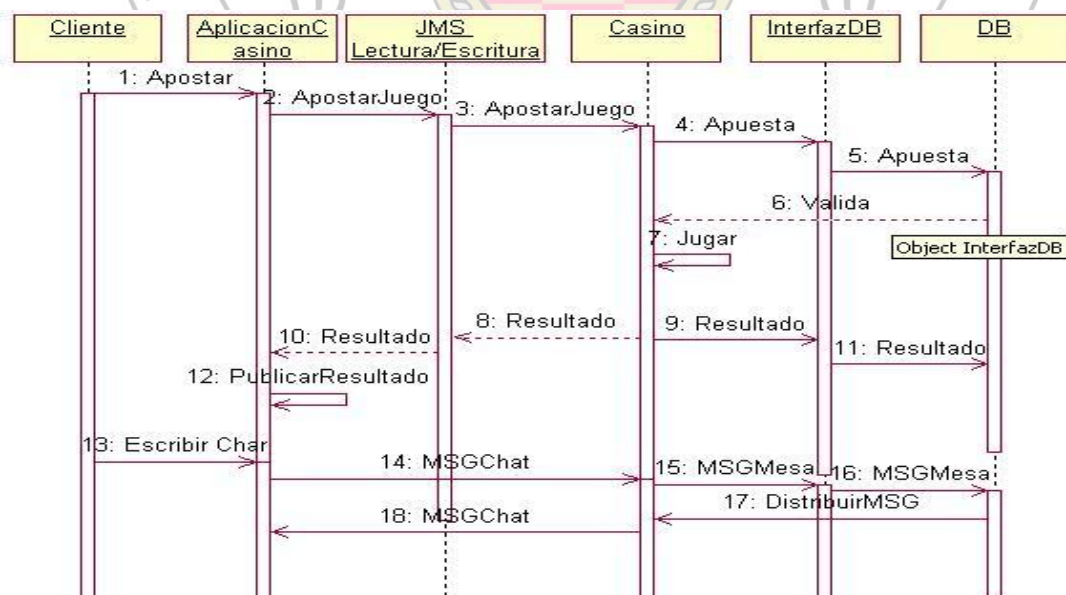 Cliente
AplicacionC
asino
JMS
Lectura/Escritura
Casino
InterfazDB
DB
1: Apostar
2: ApostarJuego
3: ApostarJuego
4: Apuesta
5: Apuesta
6: Valida
7: Jugar
Object InterfazDB
8: Resultado
9: Resultado
10: Resultado
11: Resultado
12: PublicarResultado
13: Escribir Char
14: MSGChat
15: MSGMesa
16: MSGMesa
17: DistribuirMSG
18: MSGChat